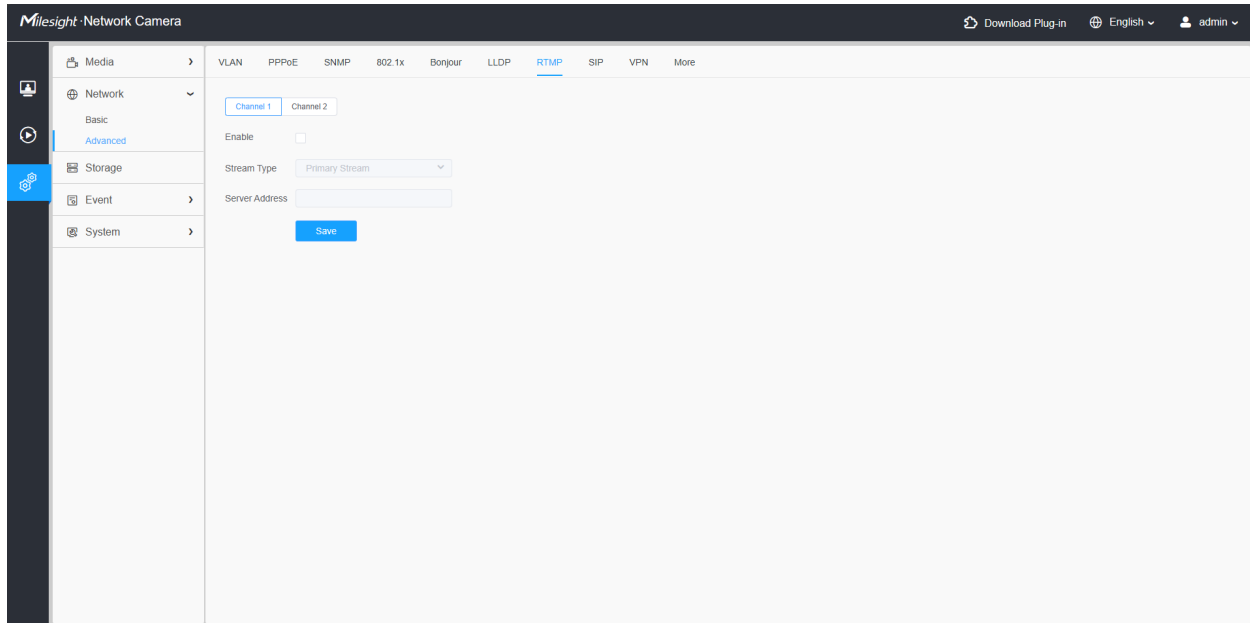 Milesight·Network Camera
Download Plug-in English admin
Media
Network
Basic
Advanced
Storage
Event
System
VLAN PPPoE SNMP 802.1x Bonjour LLDP RTMP SIP VPN More
Channel 1 Channel 2
Enable
Stream Type Primary Stream
Server Address
Save